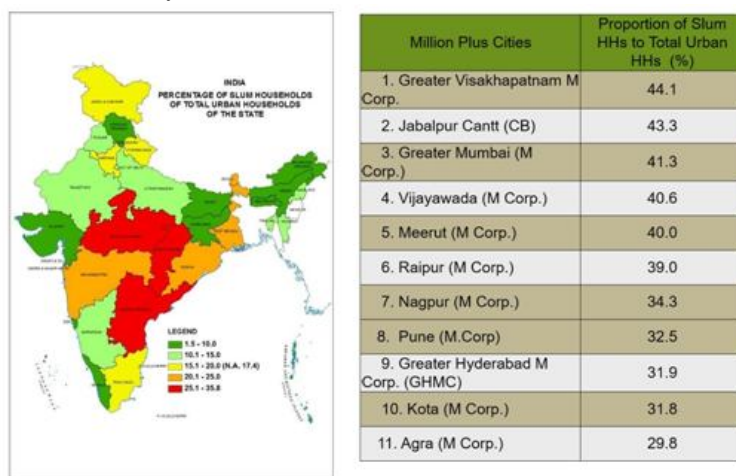 INDIA
PERCENTAGE OF SLUM HOUSEHOLDS
OF TOTAL URBAN HOUSEHOLDS
OF THE STATE
RAJASTHAN
MAHARASHTRA
LEGEND
1.5 - 10.0
10.1 - 15.0
15.1 - 20.0 (N.A. 17.4)
20.1 - 25.0
25.1 - 35.8
Million Plus Cities
Proportion of Slum
HHs to Total Urban
HHs (%)
1. Greater Visakhapatnam M
Corp.
44.1
2. Jabalpur Cantt (CB)
43.3
3. Greater Mumbai (M
Corp.)
41.3
4. Vijayawada (M Corp.)
40.6
5. Meerut (M Corp.)
40.0
6. Raipur (M Corp.)
39.0
7. Nagpur (M Corp.)
34.3
8. Pune (M.Corp)
32.5
9. Greater Hyderabad M
Corp. (GHMC)
31.9
10. Kota (M Corp.)
31.8
11. Agra (M Corp.)
29.8